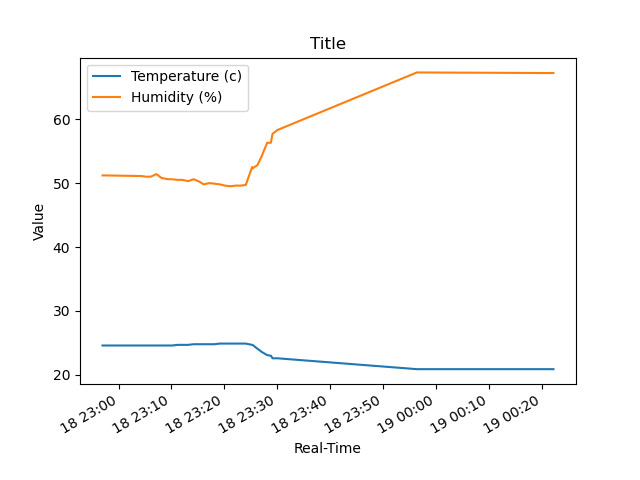 Title
Temperature (c)
Humidity (%)
Value
60
50
40
30
20
18 23:00
18 23:10
18 23:20
18 23:30
18 23:40
18 23:50
19 00:00
19 00:10
19 00:20
Real-Time